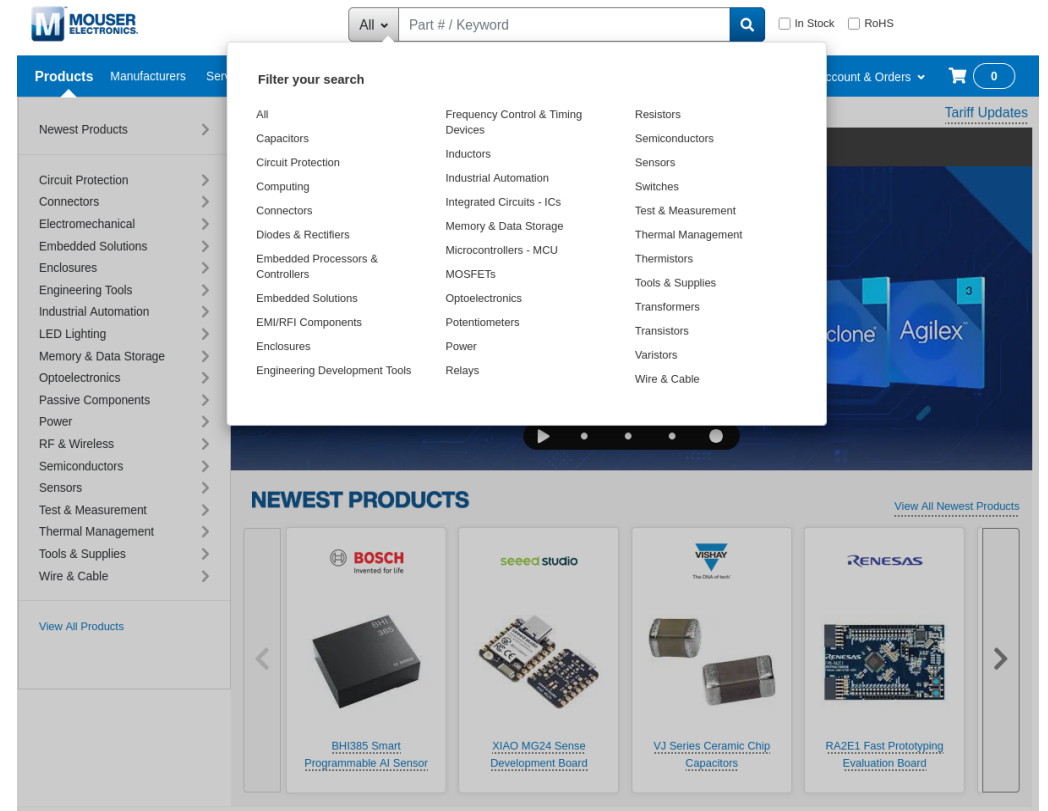 MOUSER
ELECTRONICS.
All
Part # / Keyword
In Stock
RoHS
Products
Manufacturers
Account & Orders
0
Tariff Updates
Filter your search
All
Capacitors
Circuit Protection
Computing
Connectors
Diodes & Rectifiers
Embedded Processors &
Controllers
Embedded Solutions
EMI/RFI Components
Enclosures
Engineering Development Tools
Frequency Control & Timing
Devices
Inductors
Industrial Automation
Integrated Circuits - ICs
Memory & Data Storage
Microcontrollers - MCU
MOSFETs
Optoelectronics
Potentiometers
Power
Relays
Resistors
Semiconductors
Sensors
Switches
Test & Measurement
Thermal Management
Thermistors
Tools & Supplies
Transformers
Transistors
Varistors
Wire & Cable
Newest Products
Circuit Protection
Connectors
Electromechanical
Embedded Solutions
Enclosures
Engineering Tools
Industrial Automation
LED Lighting
Memory & Data Storage
Optoelectronics
Passive Components
Power
RF & Wireless
Semiconductors
Sensors
Test & Measurement
Thermal Management
Tools & Supplies
Wire & Cable
View All Products
3
Agilex
NEWEST PRODUCTS
View All Newest Products
BOSCH
Invented for life
BHI
385
BHI385 Smart
Programmable AI Sensor
seeed studio
XIAO MG24 Sense
Development Board
VISHAY
The DNA of tech
VJ Series Ceramic Chip
Capacitors
RENESAS
RENESAS
RA2E1 Fast Prototyping
Evaluation Board